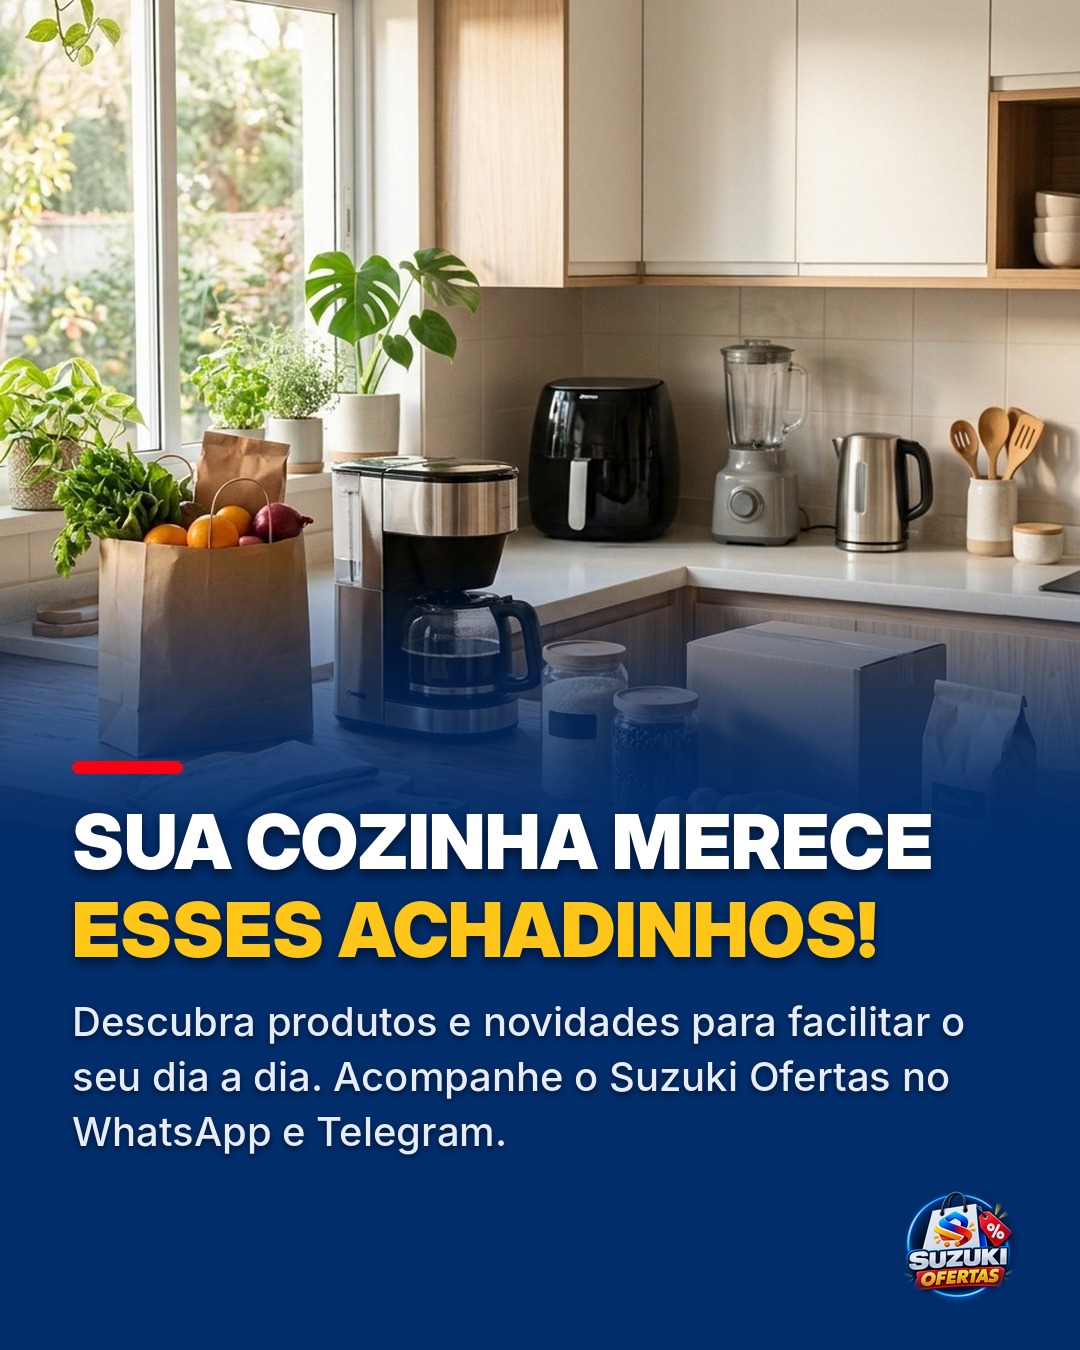 SUA COZINHA MERECE
ESSES ACHADINHOS!
Descubra produtos e novidades para facilitar o
seu dia a dia. Acompanhe o Suzuki Ofertas no
WhatsApp e Telegram.
%
SUZUKI
OFERTAS